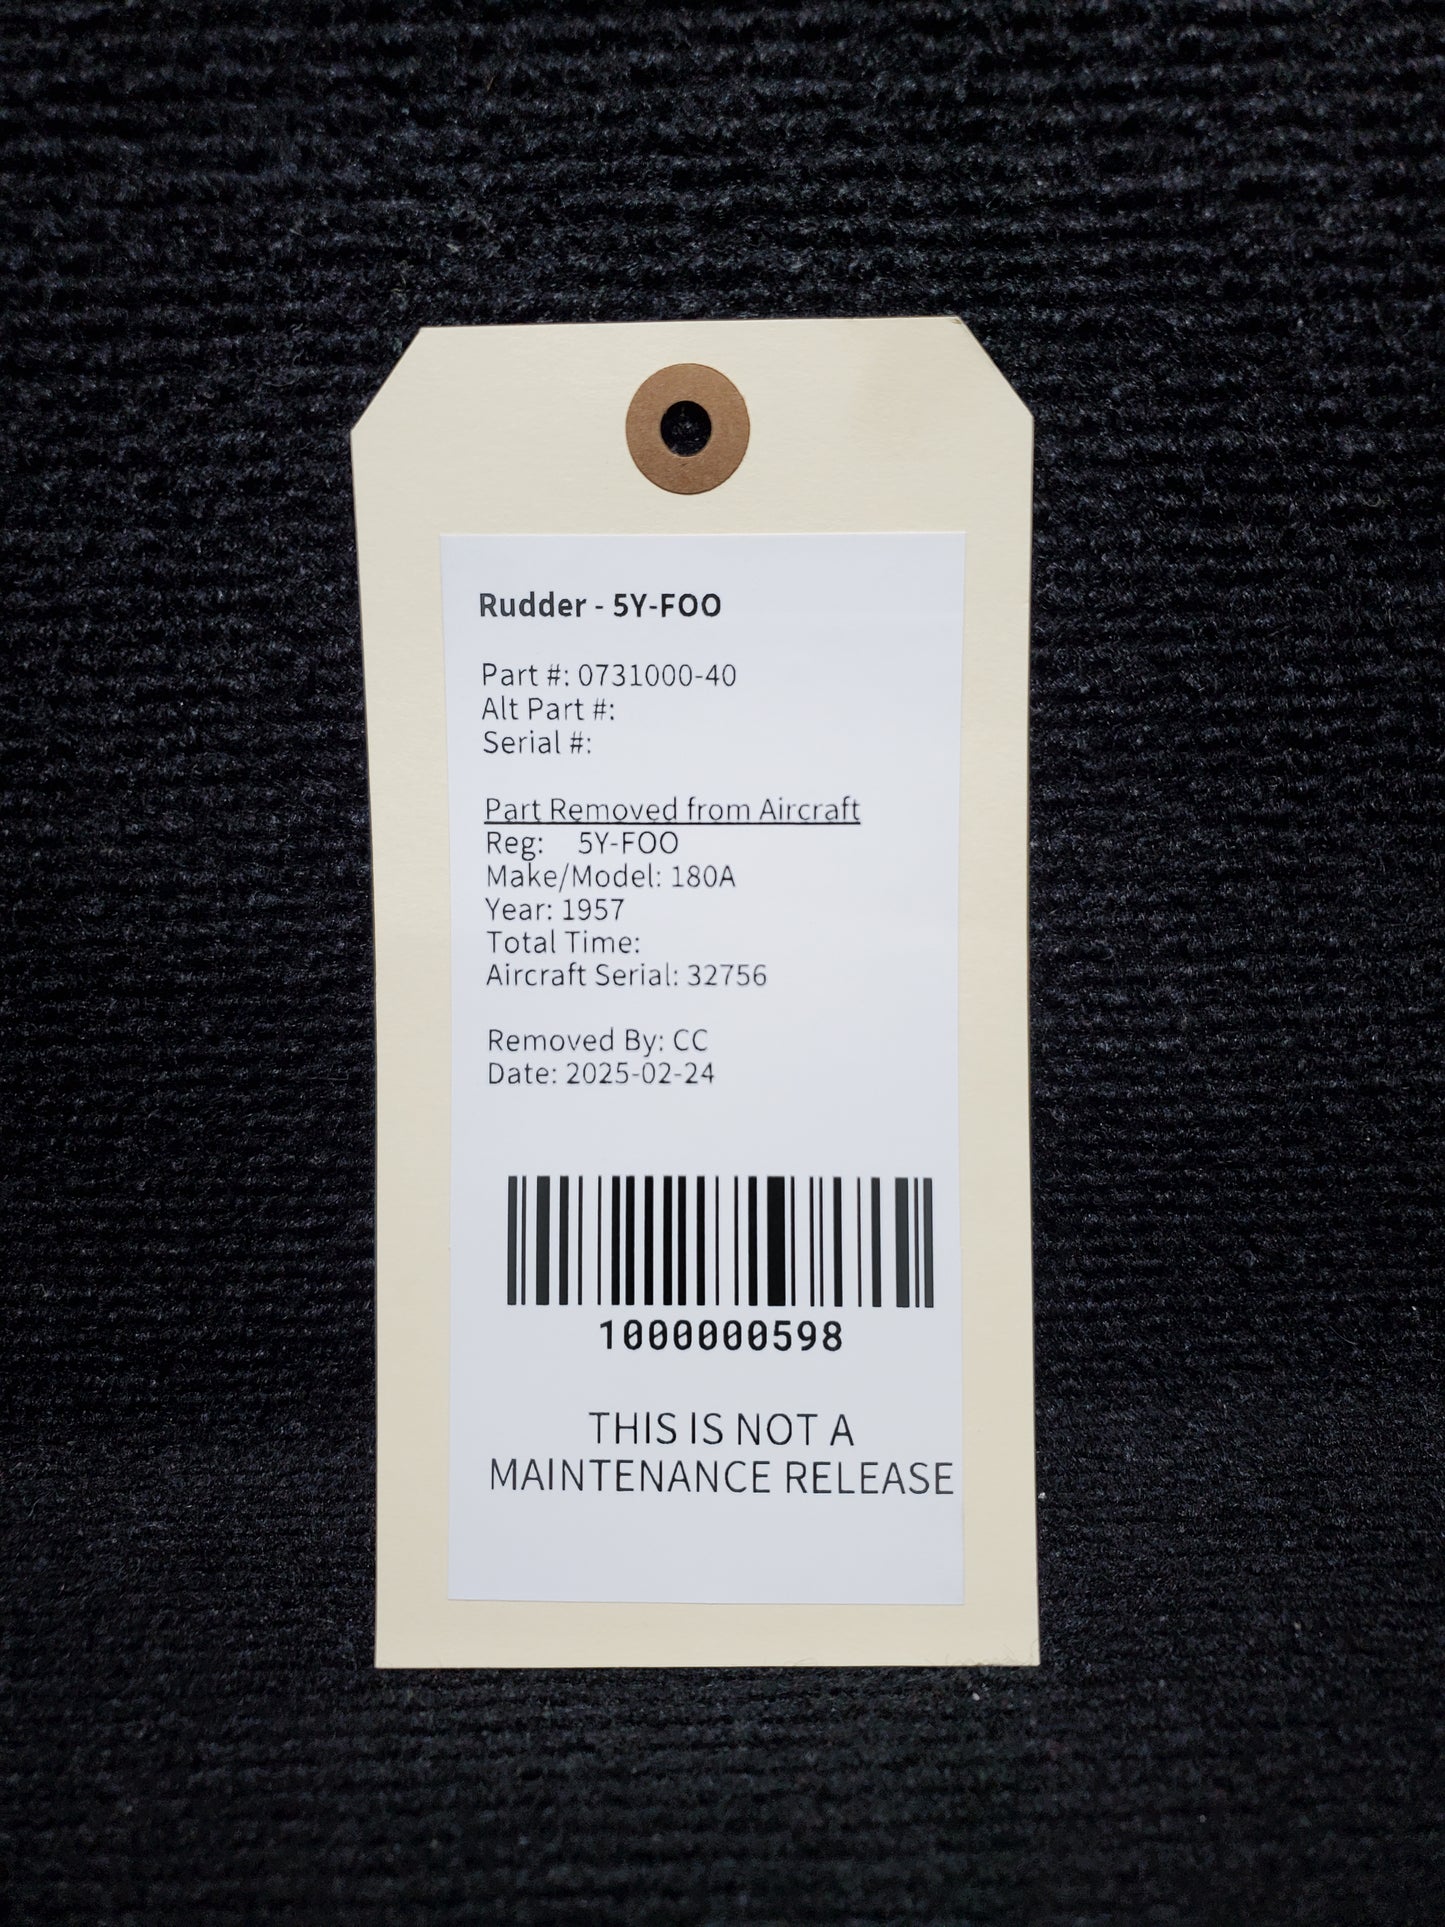 Rudder - 5Y-FOO
Part #: 0731000-40
Alt Part #:
Serial #:
Part Removed from Aircraft
Reg: 5Y-FOO
Make/Model: 180A
Year: 1957
Total Time:
Aircraft Serial: 32756
Removed By: CC
Date: 2025-02-24
1000000598
THIS IS NOT A
MAINTENANCE RELEASE